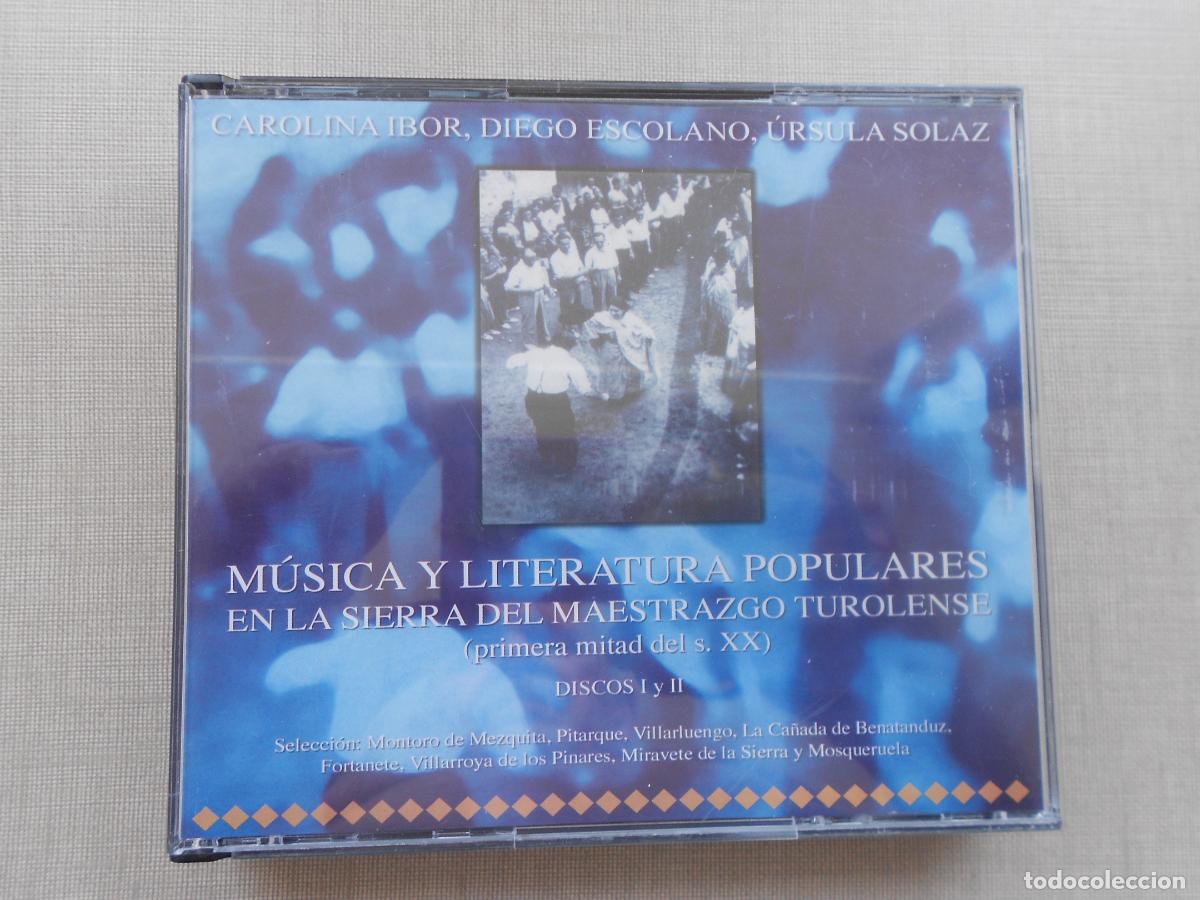 CAROLINA IBOR, DIEGO ESCOLANO, ÚRSULA SOLAZ
MÚSICA Y LITERATURA POPULARES
EN LA SIERRA DEL MAESTRAZGO TUROLENSE
(primera mitad del s. XX)
DISCOS I y II
Selección: Montoro de Mezquita, Pitarque, Villarluengo, La Cañada de Benatanduz,
Fortanete, Villarroya de los Pinares, Miravete de la Sierra y Mosqueruela
todocoleccion